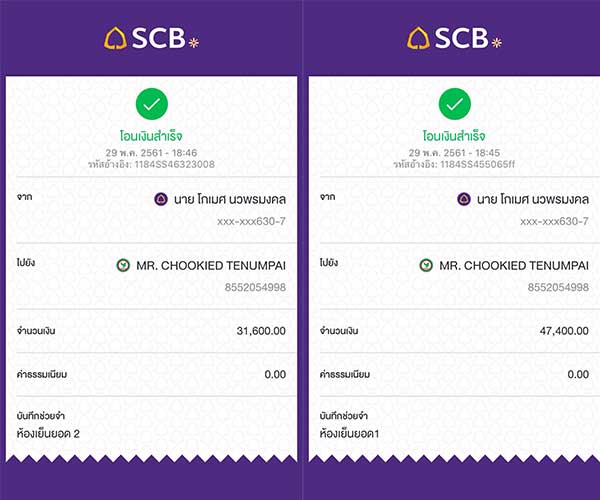 SCB
โอนเงินสำเร็จ
29 พ.ค. 2561 - 18:46
รหัสอ้างอิง: 1184SS46323008
จาก นาย โกเมศ นวพรมงคล
xxx-xxx630-7
ไปยัง MR. CHOOKIED TENUMPAI
8552054998
จำนวนเงิน 31,600.00
ค่าธรรมเนียม 0.00
บันทึกช่วยจำ
ห้องเย็นยอด 2
SCB
โอนเงินสำเร็จ
29 พ.ค. 2561 - 18:45
รหัสอ้างอิง: 1184SS455065ff
จาก นาย โกเมศ นวพรมงคล
xxx-xxx630-7
ไปยัง MR. CHOOKIED TENUMPAI
8552054998
จำนวนเงิน 47,400.00
ค่าธรรมเนียม 0.00
บันทึกช่วยจำ
ห้องเย็นยอด1